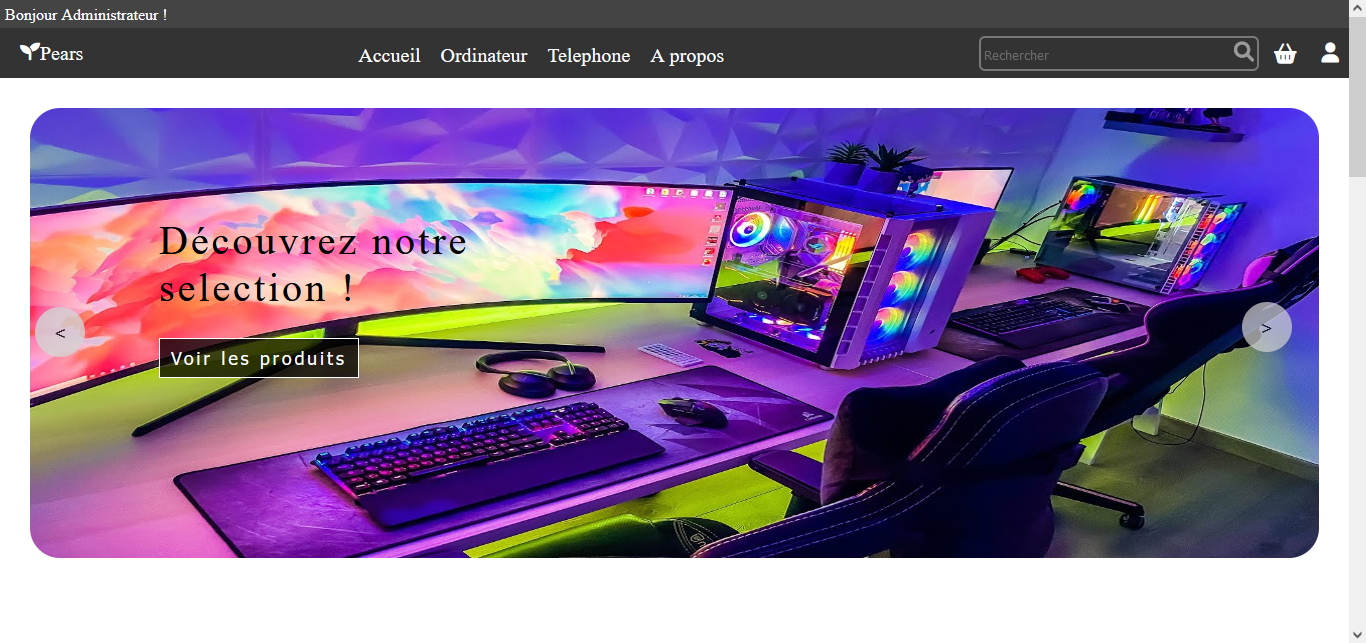 Bonjour Administrateur !
Pears
Accueil Ordinateur Telephone A propos
Rechercher
Découvrez notre
selection !
< >
Voir les produits